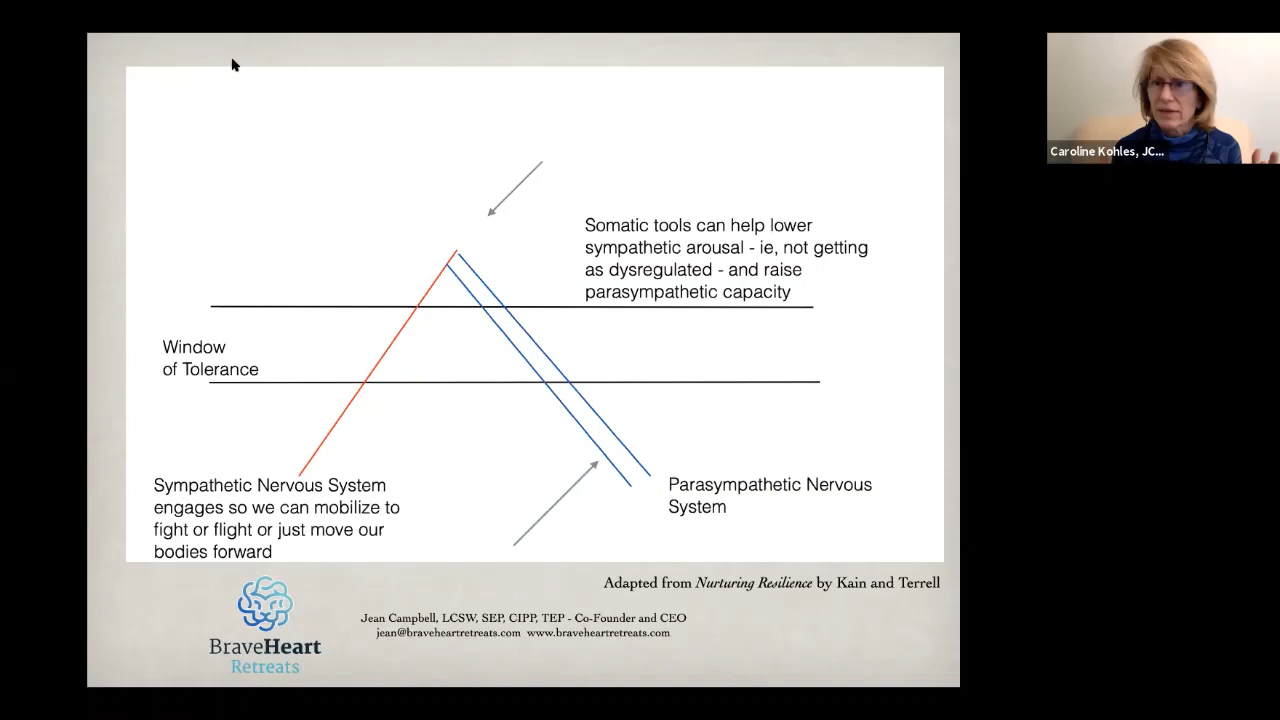 Caroline Kohles, JC...
Somatic tools can help lower
sympathetic arousal - ie, not getting
as dysregulated - and raise
parasympathetic capacity
Window
of Tolerance
Sympathetic Nervous System
engages so we can mobilize to
fight or flight or just move our
bodies forward
Parasympathetic Nervous
System
Adapted from Nurturing Resilience by Kain and Terrell
Jean Campbell, LCSW, SEP, CIPP, TEP - Co-Founder and CEO
jean@braveheartretreats.com www.braveheartretreats.com
BraveHeart
Retreats